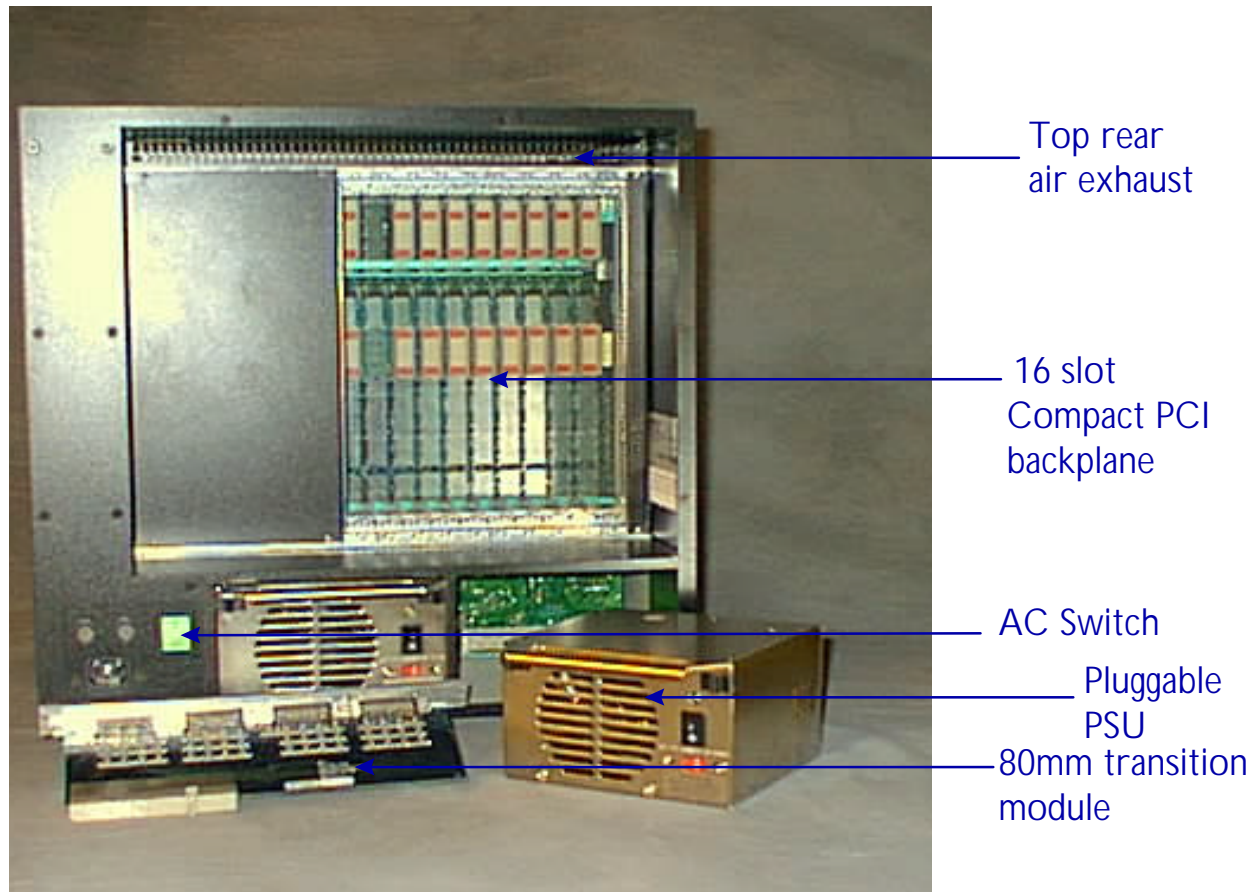 Top rear
air exhaust
16 slot
Compact PCI
backplane
AC Switch
Pluggable
PSU
80mm transition
module